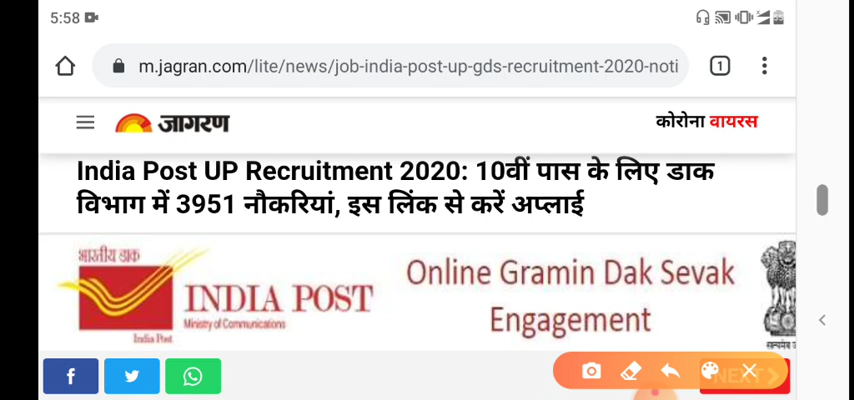 5:58
m.jagran.com/lite/news/job-india-post-up-gds-recruitment-2020-noti
1
जागरण
कोरोना वायरस
India Post UP Recruitment 2020: 10वीं पास के लिए डाक
विभाग में 3951 नौकरियां, इस लिंक से करें अप्लाई
भारतीय डाक
INDIA POST
Ministry of Communications
India Post
Online Gramin Dak Sevak
Engagement
f
NEXT